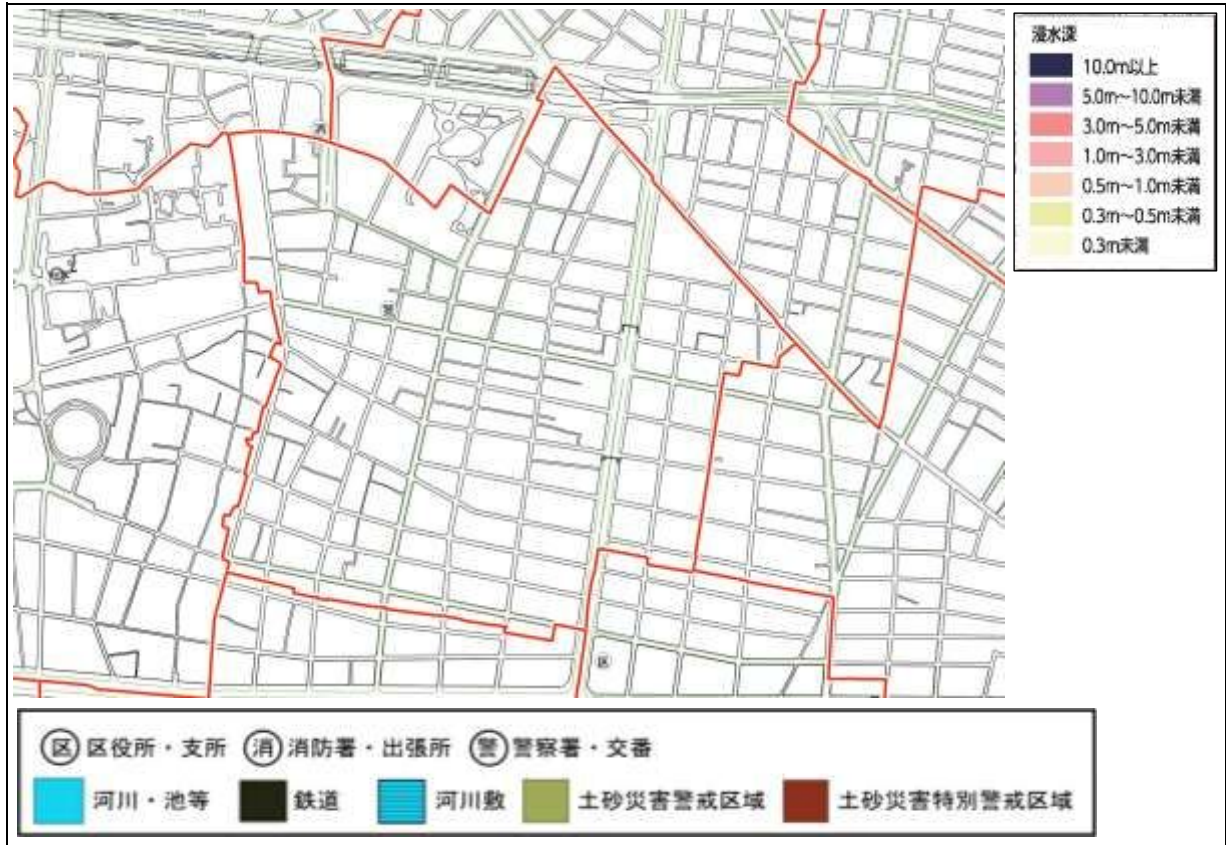 浸水深
10.0m以上
5.0m〜10.0m未満
3.0m〜5.0m未満
1.0m〜3.0m未満
0.5m〜1.0m未満
0.3m〜0.5m未満
0.3m未満
消
警
区
区 区役所・支所 消 消防署・出張所 警 警察署・交番
河川・池等 鉄道 河川敷 土砂災害警戒区域 土砂災害特別警戒区域